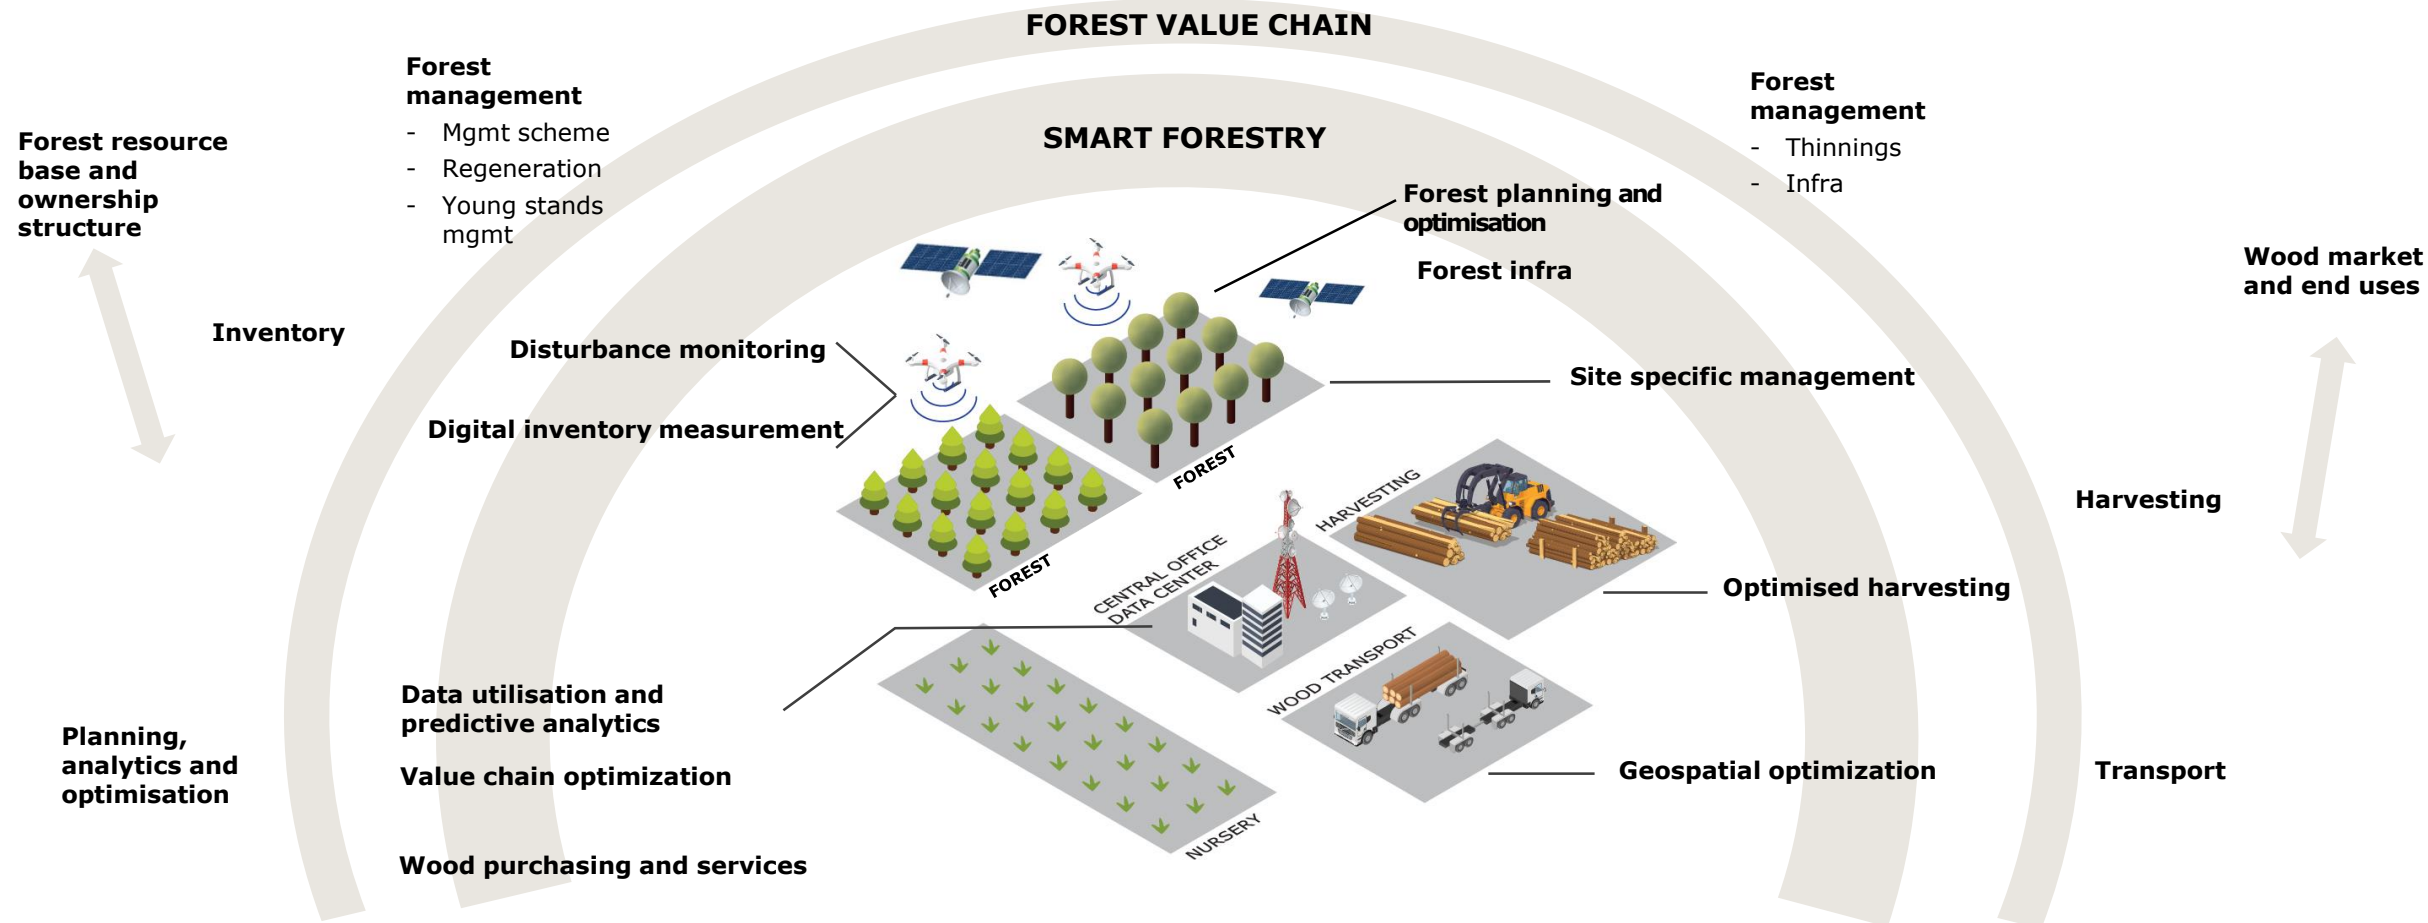 FOREST VALUE CHAIN
SMART FORESTRY
Forest resource
base and
ownership
structure
Forest
management
- Mgmt scheme
- Regeneration
- Young stands
mgmt
Inventory
Planning,
analytics and
optimisation
Disturbance monitoring
Digital inventory measurement
Data utilisation and
predictive analytics
Value chain optimization
Wood purchasing and services
FOREST
FOREST
CENTRAL OFFICE
DATA CENTER
HARVESTING
WOOD TRANSPORT
NURSERY
Forest planning and
optimisation
Forest infra
Site specific management
Optimised harvesting
Geospatial optimization
Forest
management
- Thinnings
- Infra
Wood market
and end uses
Harvesting
Transport